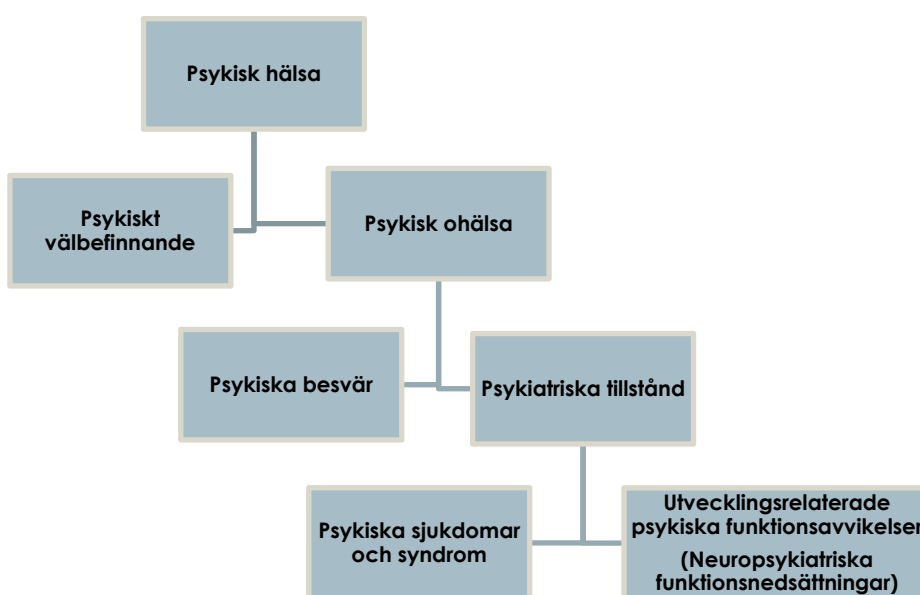 Psykisk hälsa
Psykiskt
välbefinnande
Psykisk ohälsa
Psykiska besvär
Psykiatriska tillstånd
Psykiska sjukdomar
och syndrom
Utvecklingsrelaterade
psykiska funktionsavvikelser
(Neuropsykiatriska
funktionsnedsättningar)